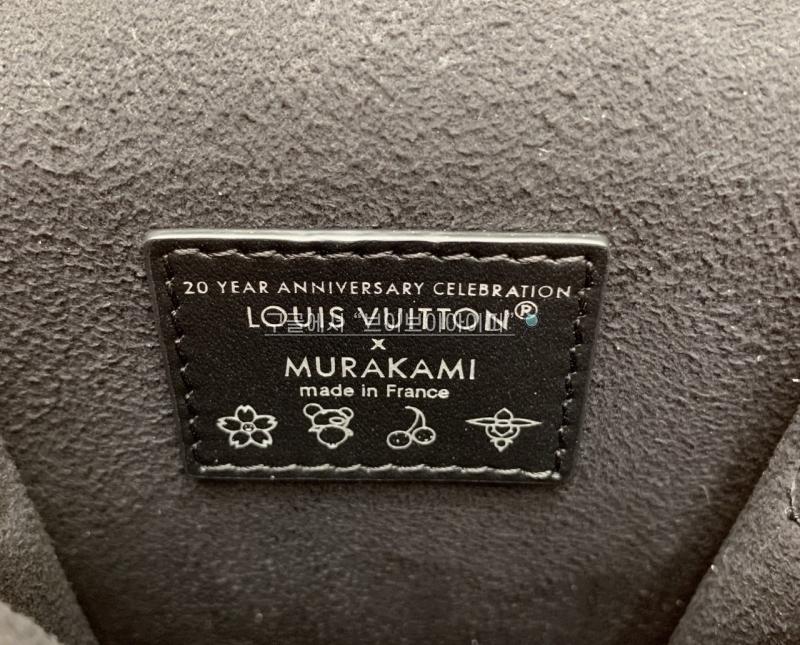 20 YEAR ANNIVERSARY CELEBRATION
LOUIS VUITTON®
x
MURAKAMI
made in France